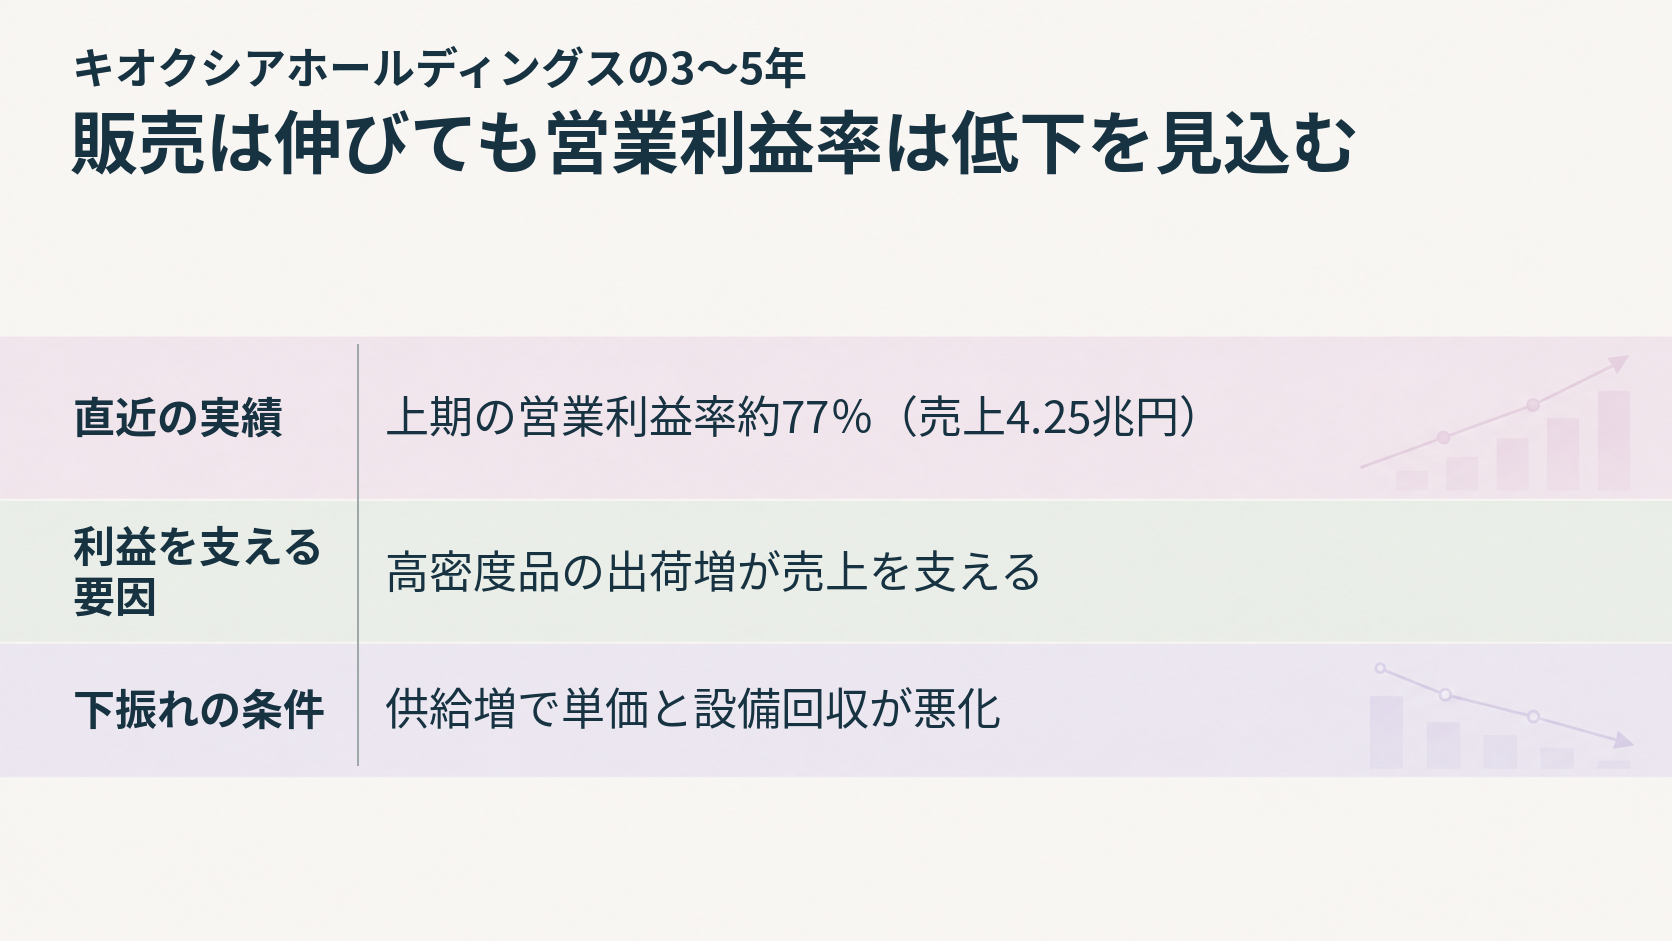 キオクシアホールディングスの3〜5年
販売は伸びても営業利益率は低下を見込む
直近の実績
上期の営業利益率約77%（売上4.25兆円）
利益を支える
要因
高密度品の出荷増が売上を支える
下振れの条件
供給増で単価と設備回収が悪化